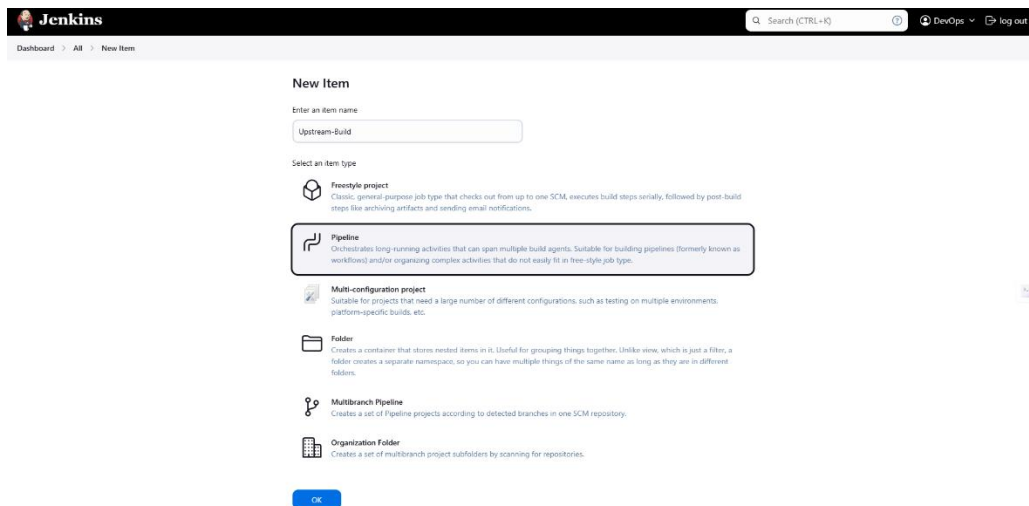 Jenkins
Search (CTRL+K)
DevOps
log out
Dashboard > All > New Item
New Item
Enter an item name
Upstream-Build
Select an item type
Freestyle project
Classic, general-purpose job type that checks out from up to one SCM, executes build steps serially, followed by post-build
steps like archiving artifacts and sending email notifications.
Pipeline
Orchestrates long-running activities that can span multiple build agents. Suitable for building pipelines (formerly known as
workflows) and/or organizing complex activities that do not easily fit in free-style job type.
Multi-configuration project
Suitable for projects that need a large number of different configurations, such as testing on multiple environments,
platform-specific builds, etc.
Folder
Creates a container that stores nested items in it. Useful for grouping things together. Unlike view, which is just a filter, a
folder creates a separate namespace, so you can have multiple things of the same name as long as they are in different
folders.
Multibranch Pipeline
Creates a set of Pipeline projects according to detected branches in one SCM repository.
Organization Folder
Creates a set of multibranch project subfolders by scanning for repositories.
OK